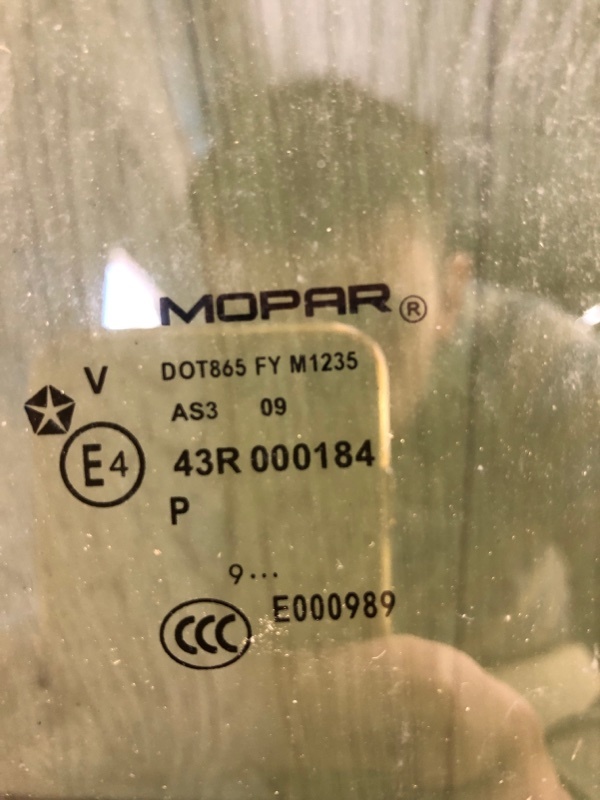 MOPAR®
V DOT865 FY M1235
AS3 09
E4 43R 000184
P
9...
CCC E000989